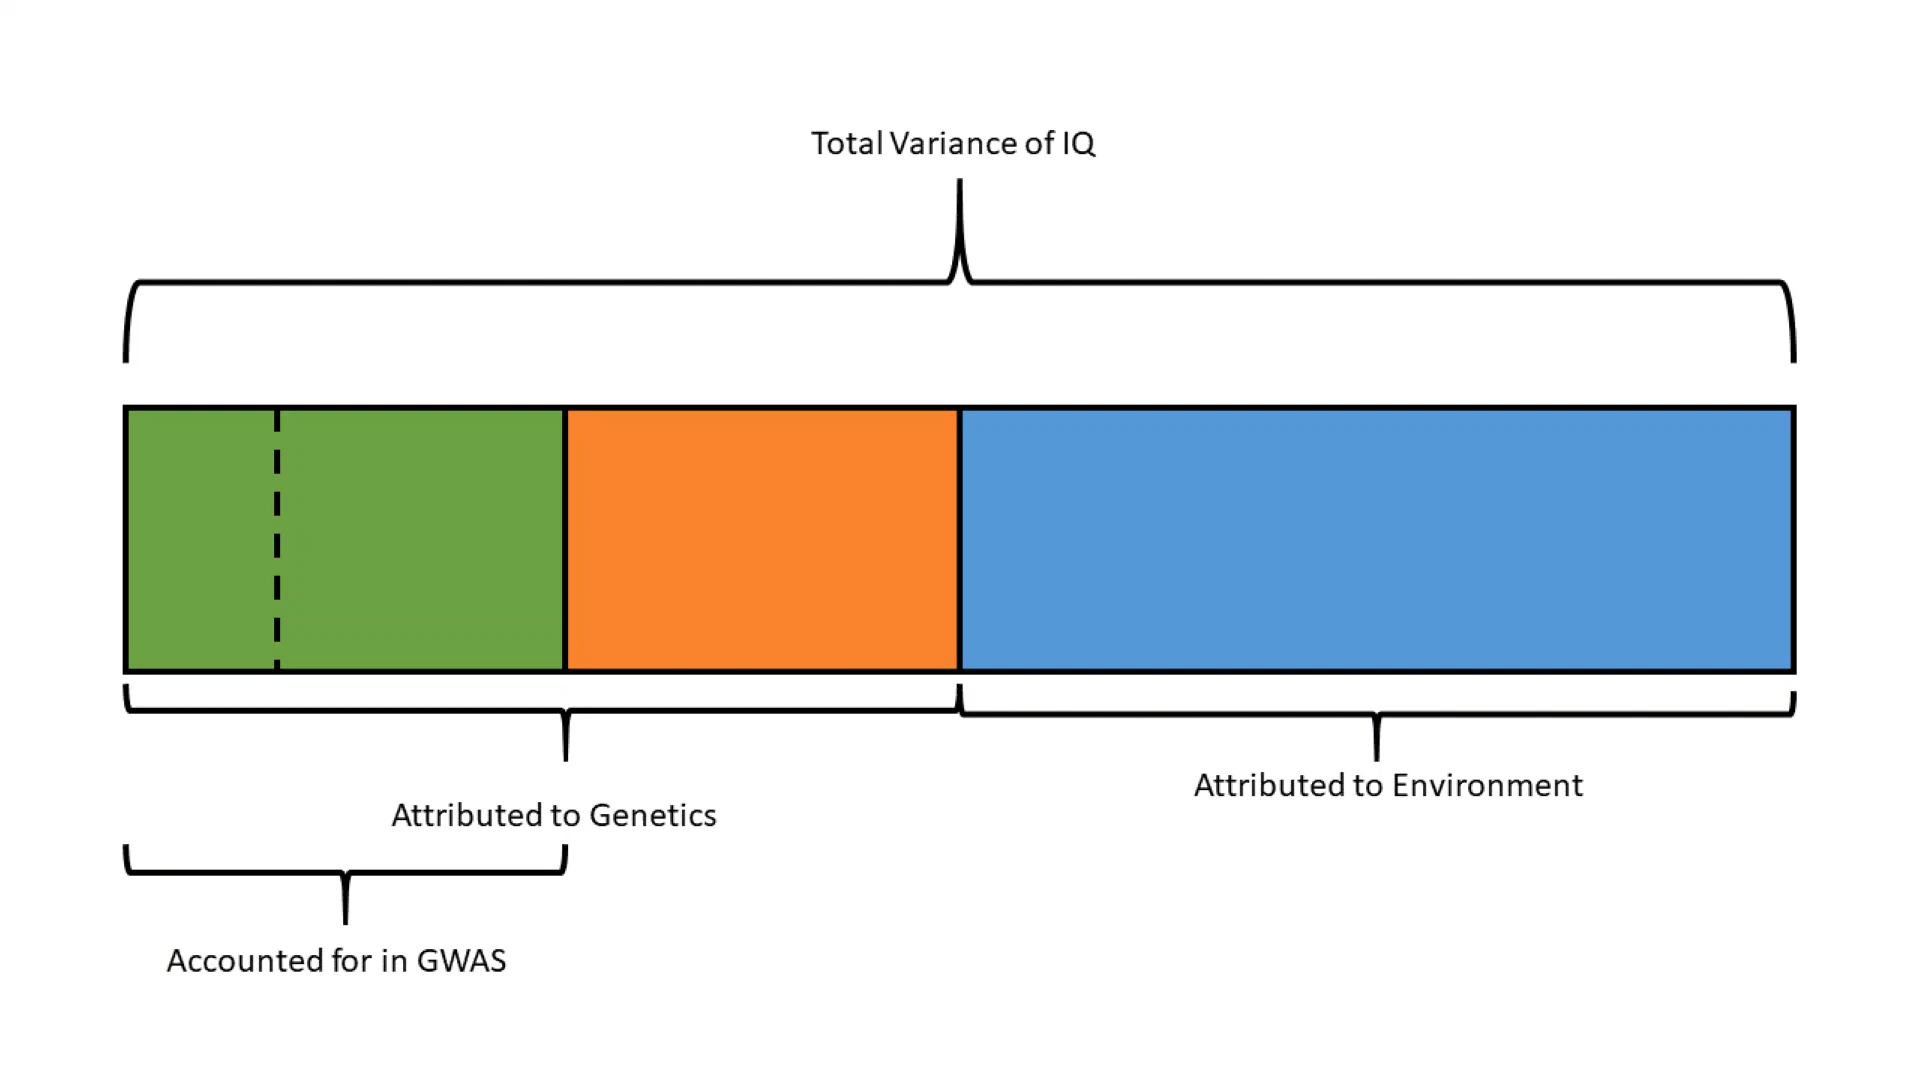 Total Variance of IQ
Attributed to Environment
Attributed to Genetics
Accounted for in GWAS